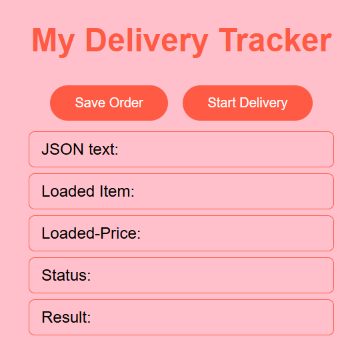 My Delivery Tracker
Save Order
Start Delivery
JSON text:
Loaded Item:
Loaded-Price:
Status:
Result: